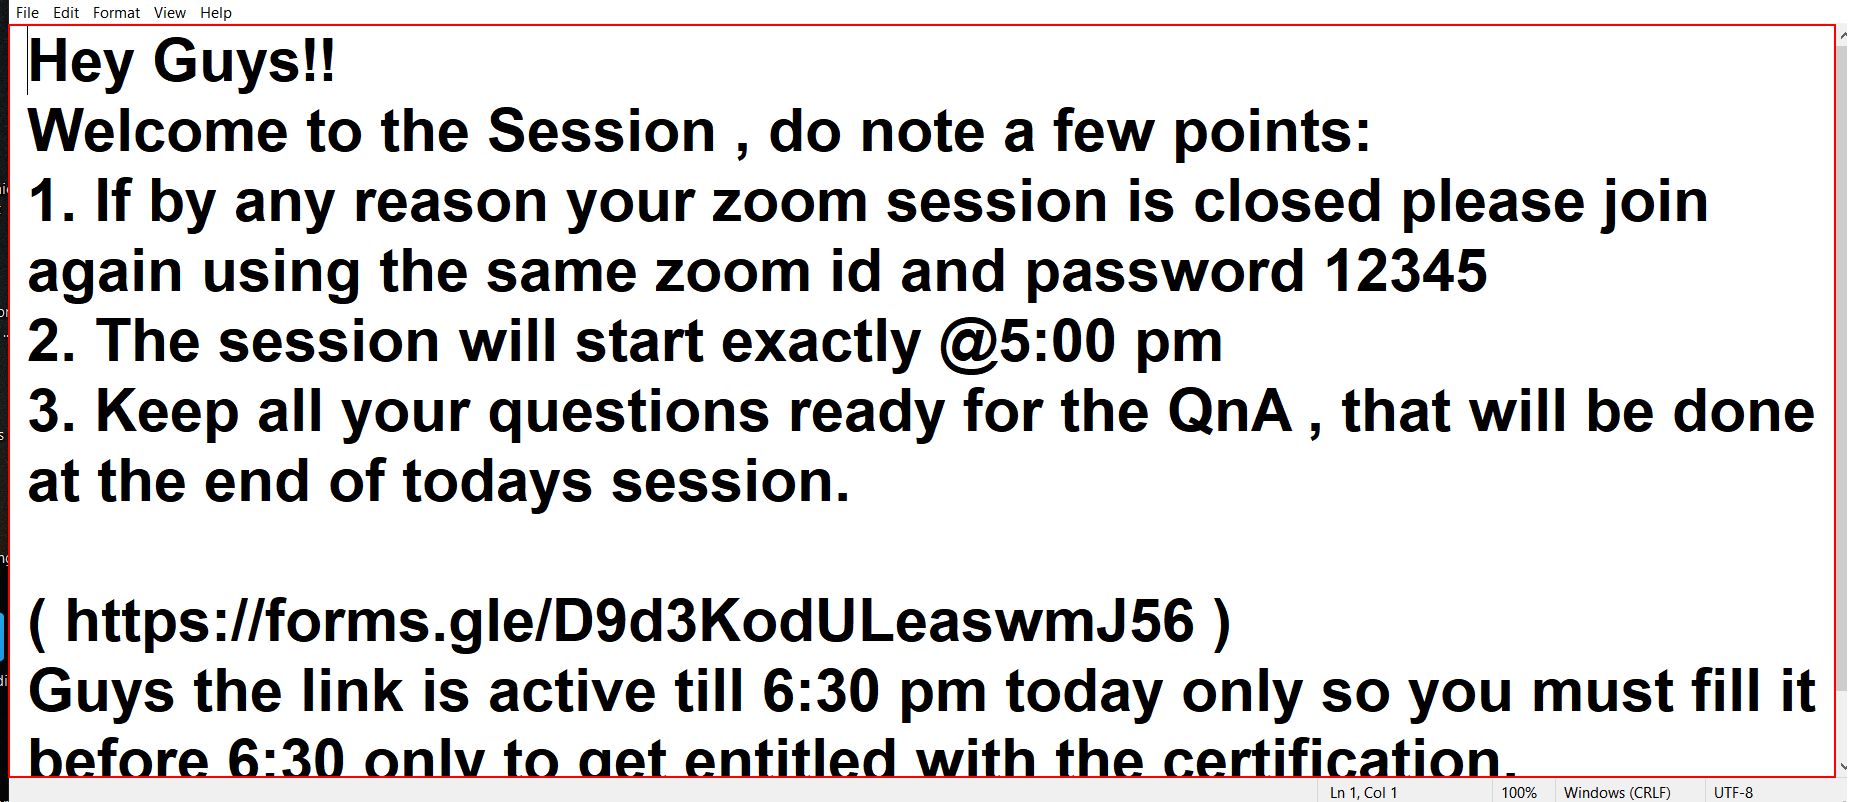 File Edit Format View Help
Hey Guys!!
Welcome to the Session , do note a few points:
1. If by any reason your zoom session is closed please join
again using the same zoom id and password 12345
2. The session will start exactly @5:00 pm
3. Keep all your questions ready for the QnA , that will be done
at the end of todays session.
( https://forms.gle/D9d3KodULeaswmJ56 )
Guys the link is active till 6:30 pm today only so you must fill it
before 6:30 only to get entitled with the certification.
Ln 1, Col 1 100% Windows (CRLF) UTF-8